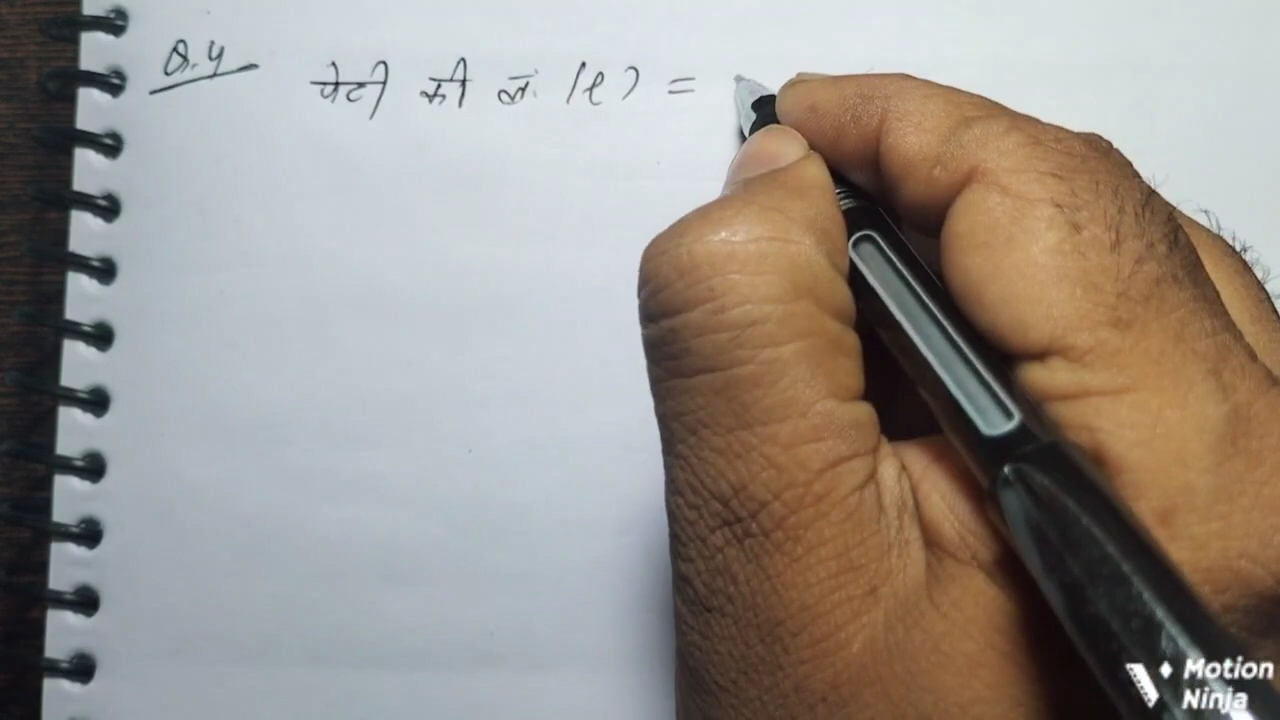 Q.4 पेटी की ल. (l) =
Motion
Ninja